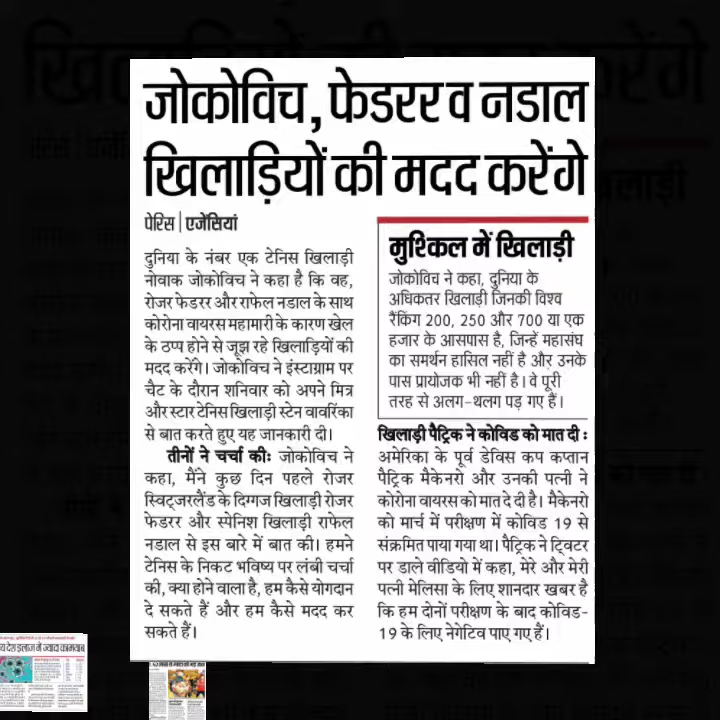 जोकोविच, फेडरर व नडाल
खिलाड़ियों की मदद करेंगे
पेरिस | एजेंसियां
दुनिया के नंबर एक टेनिस खिलाड़ी
नोवाक जोकोविच ने कहा है कि वह,
रोजर फेडरर और राफेल नडाल के साथ
कोरोना वायरस महामारी के कारण खेल
के ठप्प होने से जूझ रहे खिलाड़ियों की
मदद करेंगे। जोकोविच ने इंस्टाग्राम पर
चैट के दौरान शनिवार को अपने मित्र
और स्टार टेनिस खिलाड़ी स्टेन वावरिंका
से बात करते हुए यह जानकारी दी।
तीनों ने चर्चा कीः जोकोविच ने
कहा, मैंने कुछ दिन पहले रोजर
स्विट्जरलैंड के दिग्गज खिलाड़ी रोजर
फेडरर और स्पेनिश खिलाड़ी राफेल
नडाल से इस बारे में बात की। हमने
टेनिस के निकट भविष्य पर लंबी चर्चा
की, क्या होने वाला है, हम कैसे योगदान
दे सकते हैं और हम कैसे मदद कर
सकते हैं।
मुश्किल में खिलाड़ी
जोकोविच ने कहा, दुनिया के
अधिकतर खिलाड़ी जिनकी विश्व
रैंकिंग 200, 250 और 700 या एक
हजार के आसपास है, जिन्हें महासंघ
का समर्थन हासिल नहीं है और उनके
पास प्रायोजक भी नहीं है। वे पूरी
तरह से अलग-थलग पड़ गए हैं।
खिलाड़ी पैट्रिक ने कोविड को मात दी :
अमेरिका के पूर्व डेविस कप कप्तान
पैट्रिक मैकेनरो और उनकी पत्नी ने
कोरोना वायरस को मात दे दी है। मैकेनरो
को मार्च में परीक्षण में कोविड 19 से
संक्रमित पाया गया था। पैट्रिक ने ट्विटर
पर डाले वीडियो में कहा, मेरे और मेरी
पत्नी मेलिसा के लिए शानदार खबर है
कि हम दोनों परीक्षण के बाद कोविड-
19 के लिए नेगेटिव पाए गए हैं।
देश इलाज में ज्यादा कामयाब